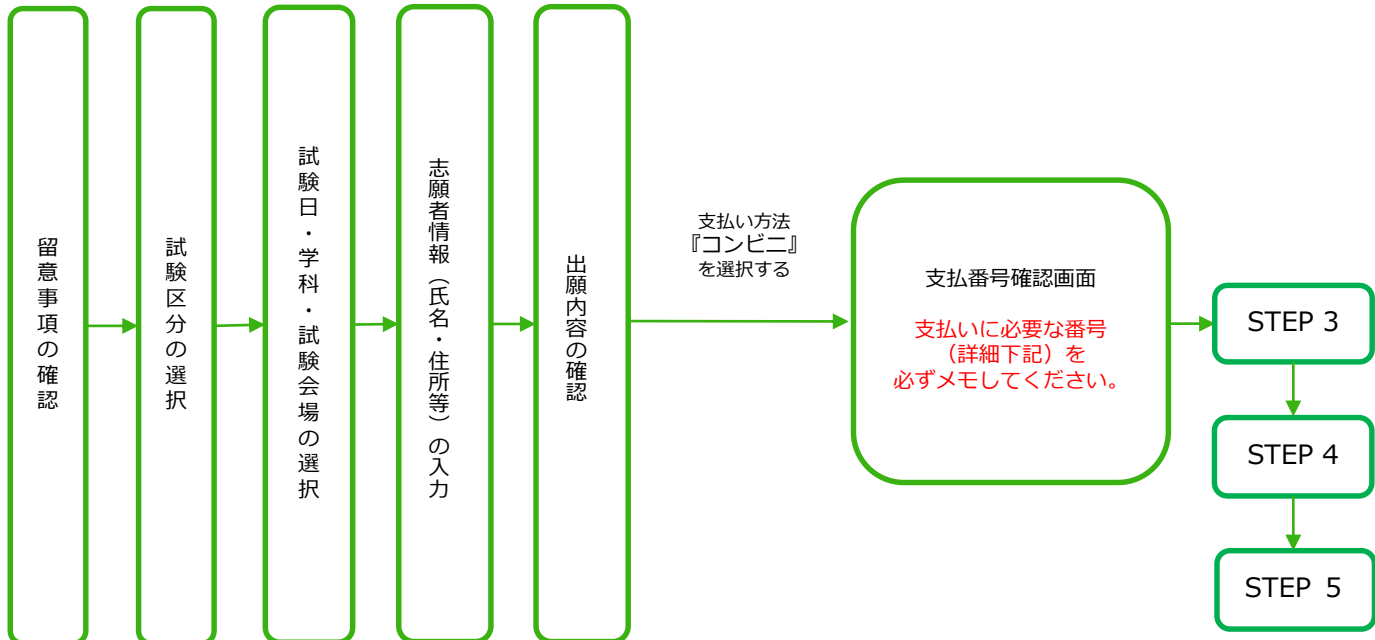 留意事項の確認
試験区分の選択
試験日・学科・試験会場の選択
志願者情報（氏名・住所等）の入力
出願内容の確認
支払い方法
『コンビニ』
を選択する
支払番号確認画面
支払いに必要な番号
（詳細下記）を
必ずメモしてください。
STEP 3
STEP 4
STEP 5